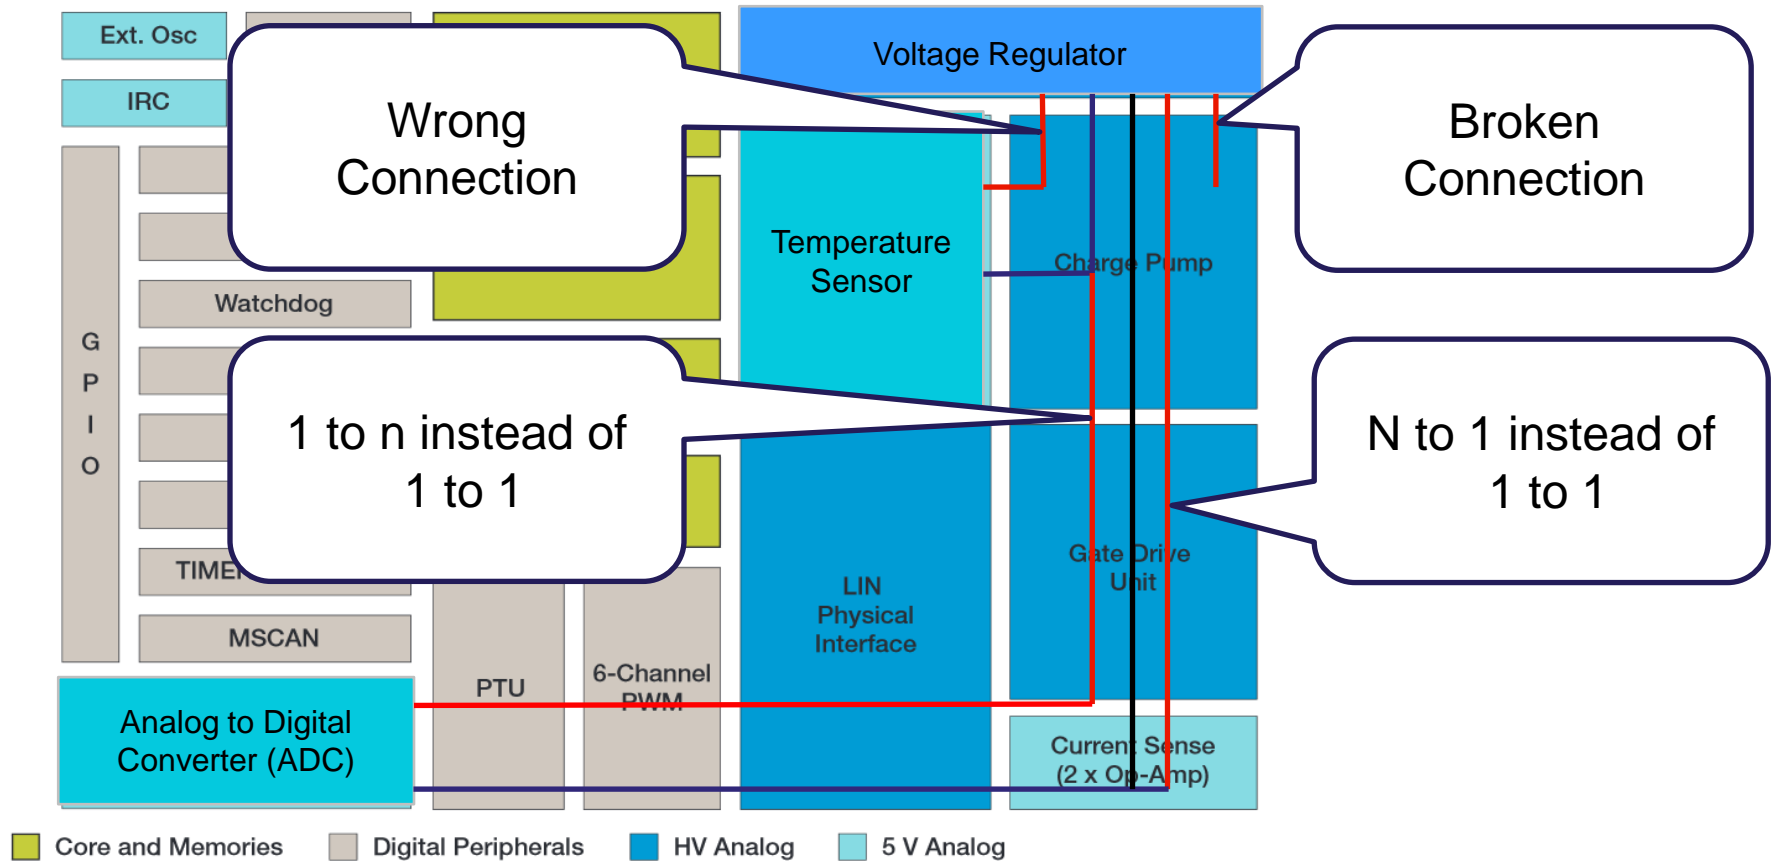 Ext. Osc
IRC
Voltage Regulator
Wrong
Connection
Broken
Connection
Temperature
Sensor
Charge Pump
Watchdog
G
P
I
O
1 to n instead of
1 to 1
N to 1 instead of
1 to 1
Gate Drive
Unit
TIME
LIN
Physical
Interface
MSCAN
PTU
6-Channel
PWM
Analog to Digital
Converter (ADC)
Current Sense
(2 x Op-Amp)
Core and Memories
Digital Peripherals
HV Analog
5 V Analog